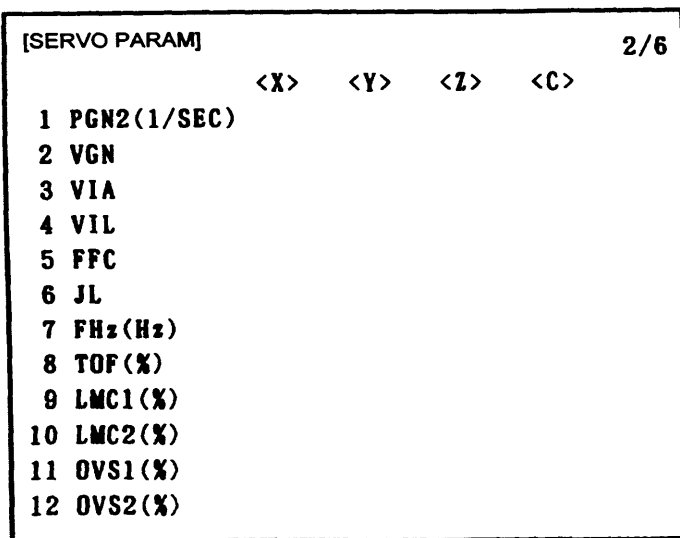 [SERVO PARAM] 2/6
<X> <Y> <Z> <C>
1 PGN2(1/SEC)
2 VGN
3 VIA
4 VIL
5 FFC
6 JL
7 FHz(Hz)
8 TOF(%)
9 LMC1(%)
10 LMC2(%)
11 OVS1(%)
12 OVS2(%)